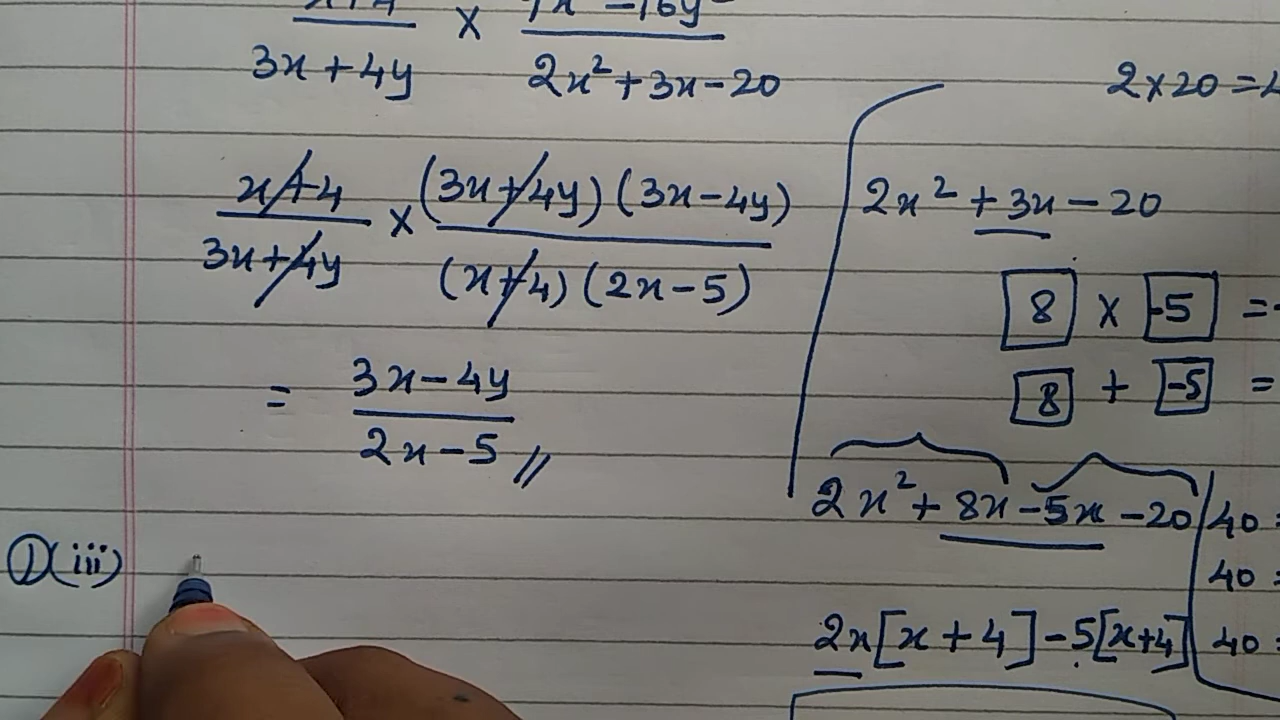 3x + 4y × 2x² + 3x - 20
x + 4 / 3x + 4y × (3x + 4y) (3x - 4y) / (x + 4) (2x - 5)
= 3x - 4y / 2x - 5 //
① (iii)
2 × 20 =
2x² + 3x - 20
8 × -5 =
8 + -5 =
2x² + 8x - 5x - 20
2x[x + 4] - 5[x+4]
40 =
40 =
40 =